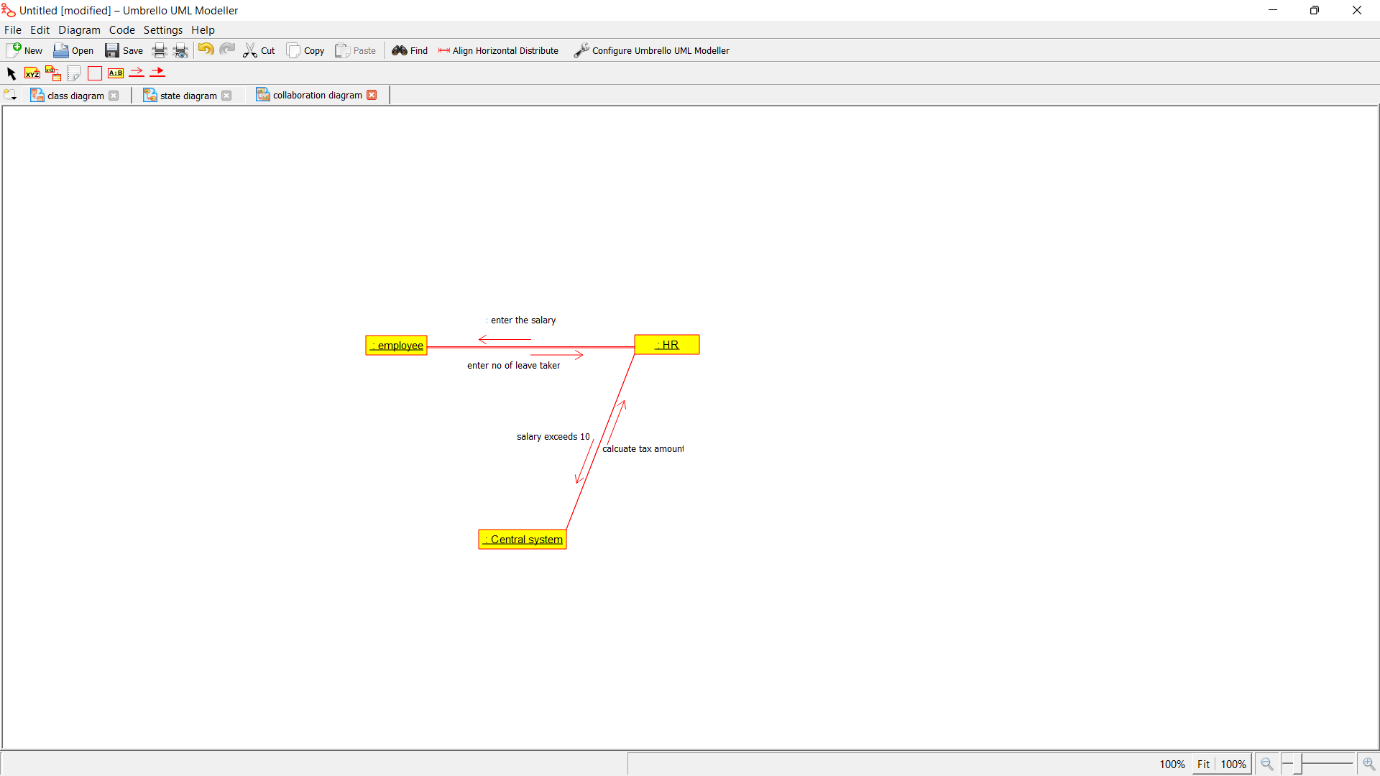 Untitled [modified] – Umbrello UML Modeller
File Edit Diagram Code Settings Help
New Open Save Cut Copy Paste Find Align Horizontal Distribute Configure Umbrello UML Modeller
XYZ A:B
class diagram state diagram collaboration diagram
: enter the salary
: employee : HR
enter no of leave taker
salary exceeds 10
calcuate tax amount
: Central system
100% Fit 100%